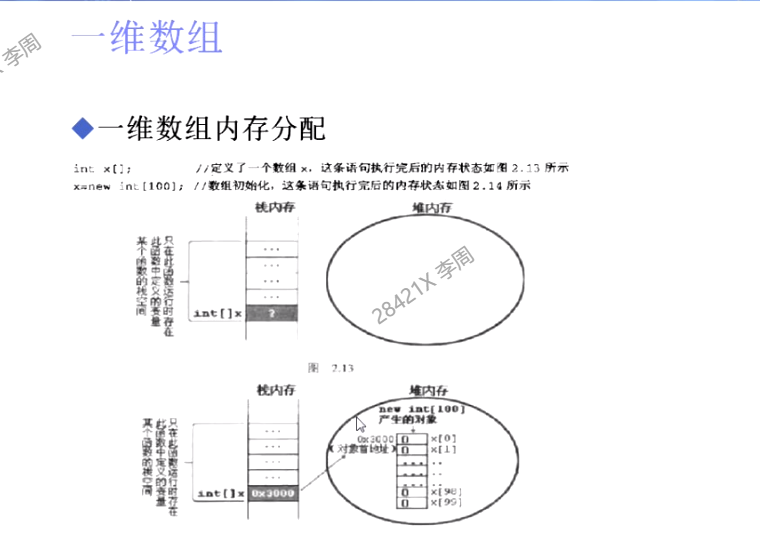 一维数组
李周
◆一维数组内存分配
int x[]; //定义了一个数组 x，这条语句执行完后的内存状态如图 2.13 所示
x=new int[100]; //数组初始化，这条语句执行完后的内存状态如图 2.14 所示
栈内存
堆内存
某个函数的栈空间
此函数中定义的变量
只在此函数运行时存在
...
...
...
...
int[]x
?
28421X 李周
图 2.13
栈内存
堆内存
new int[100]
产生的对象
某个函数的栈空间
此函数中定义的变量
只在此函数运行时存在
...
...
...
...
0x3000 0 x[0]
(对象首地址) 0 x[1]
.... ..
.... ..
.... ..
0 x[98]
0 x[99]
int[]x
0x3000